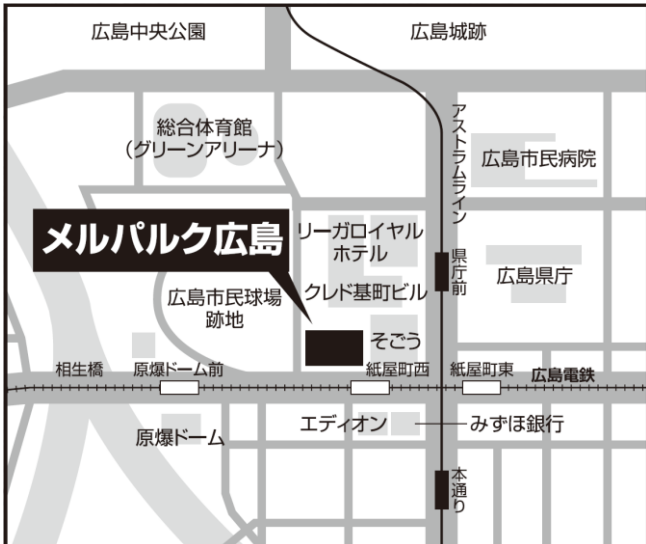 広島中央公園
広島城跡
総合体育館
（グリーンアリーナ）
アストラムライン
広島市民病院
メルパルク広島
リーガロイヤル
ホテル
県庁前
広島県庁
広島市民球場
跡地
クレド基町ビル
そごう
相生橋
原爆ドーム前
紙屋町西
紙屋町東
広島電鉄
原爆ドーム
エディオン
みずほ銀行
本通り